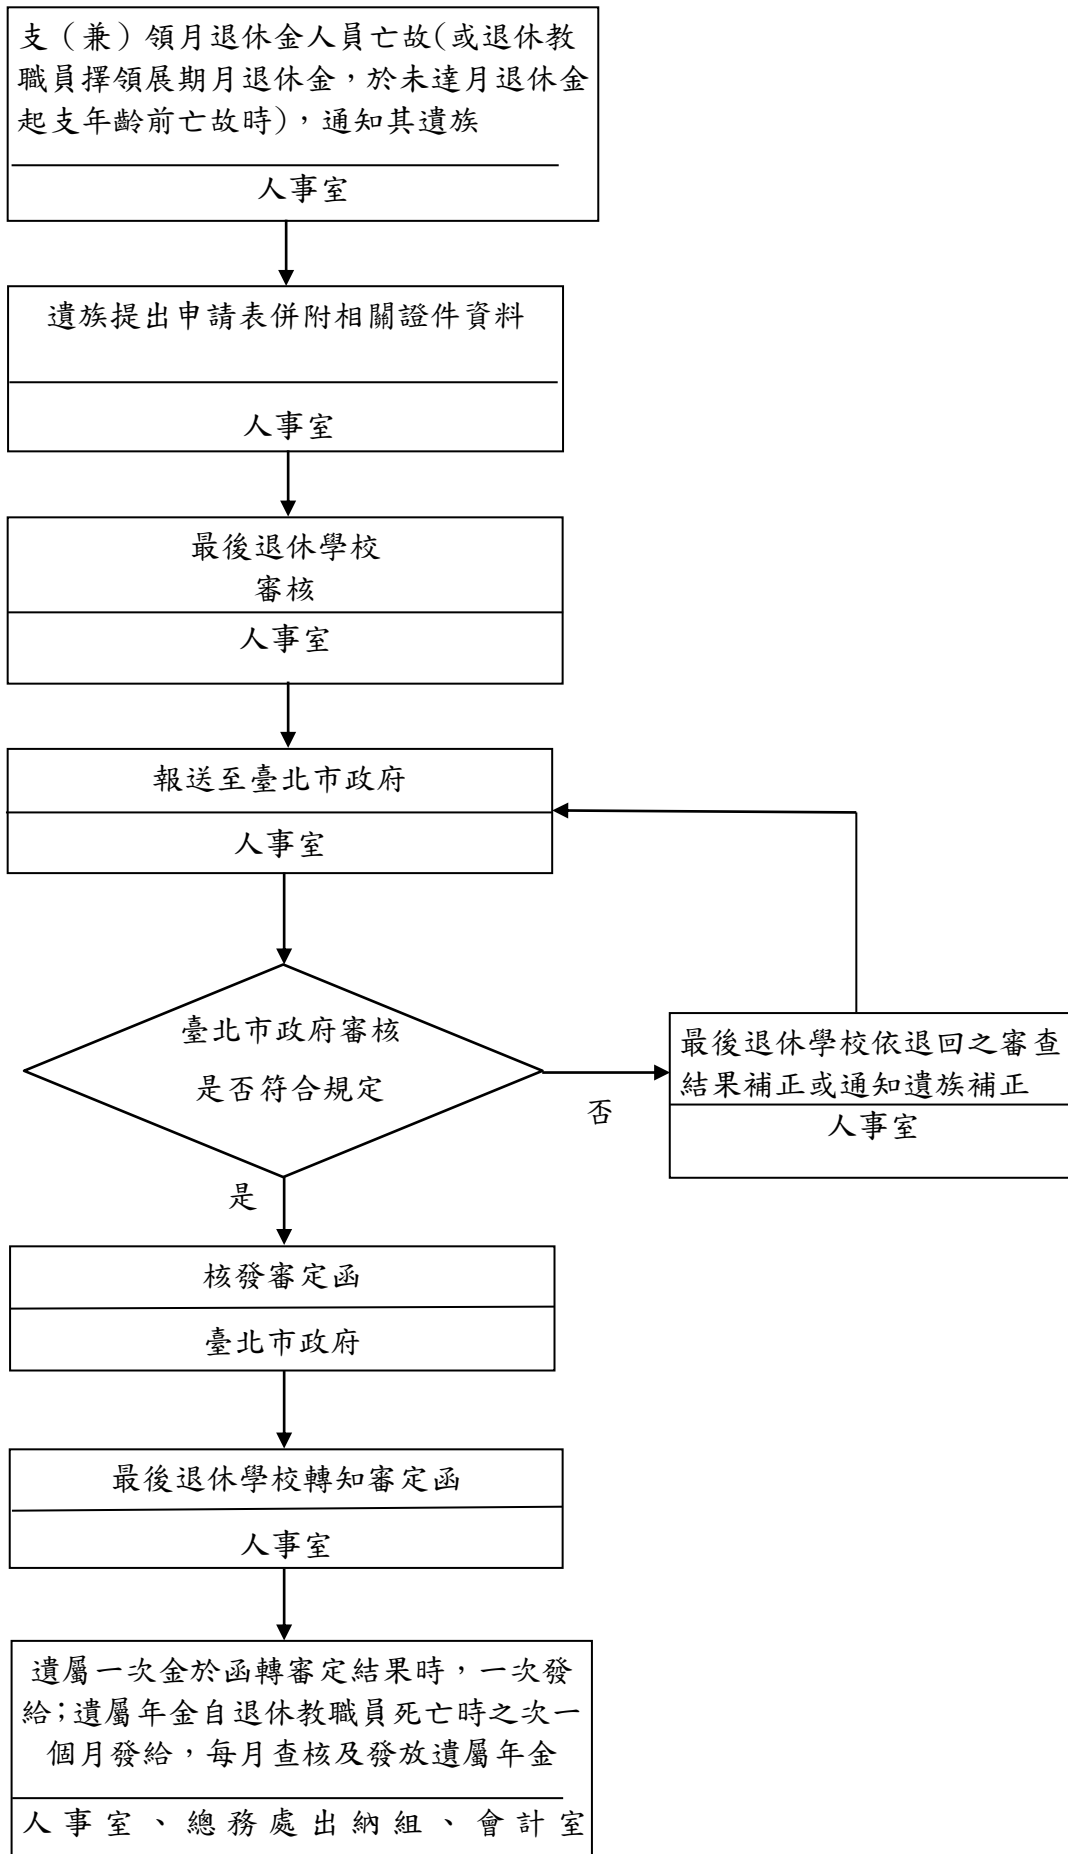 支（兼）領月退休金人員亡故(或退休教
職員擇領展期月退休金，於未達月退休金
起支年齡前亡故時)，通知其遺族
人事室
遺族提出申請表併附相關證件資料
人事室
最後退休學校
審核
人事室
報送至臺北市政府
人事室
臺北市政府審核
是否符合規定
否
最後退休學校依退回之審查
結果補正或通知遺族補正
人事室
是
核發審定函
臺北市政府
最後退休學校轉知審定函
人事室
遺屬一次金於函轉審定結果時，一次發
給;遺屬年金自退休教職員死亡時之次一
個月發給，每月查核及發放遺屬年金
人事室、總務處出納組、會計室